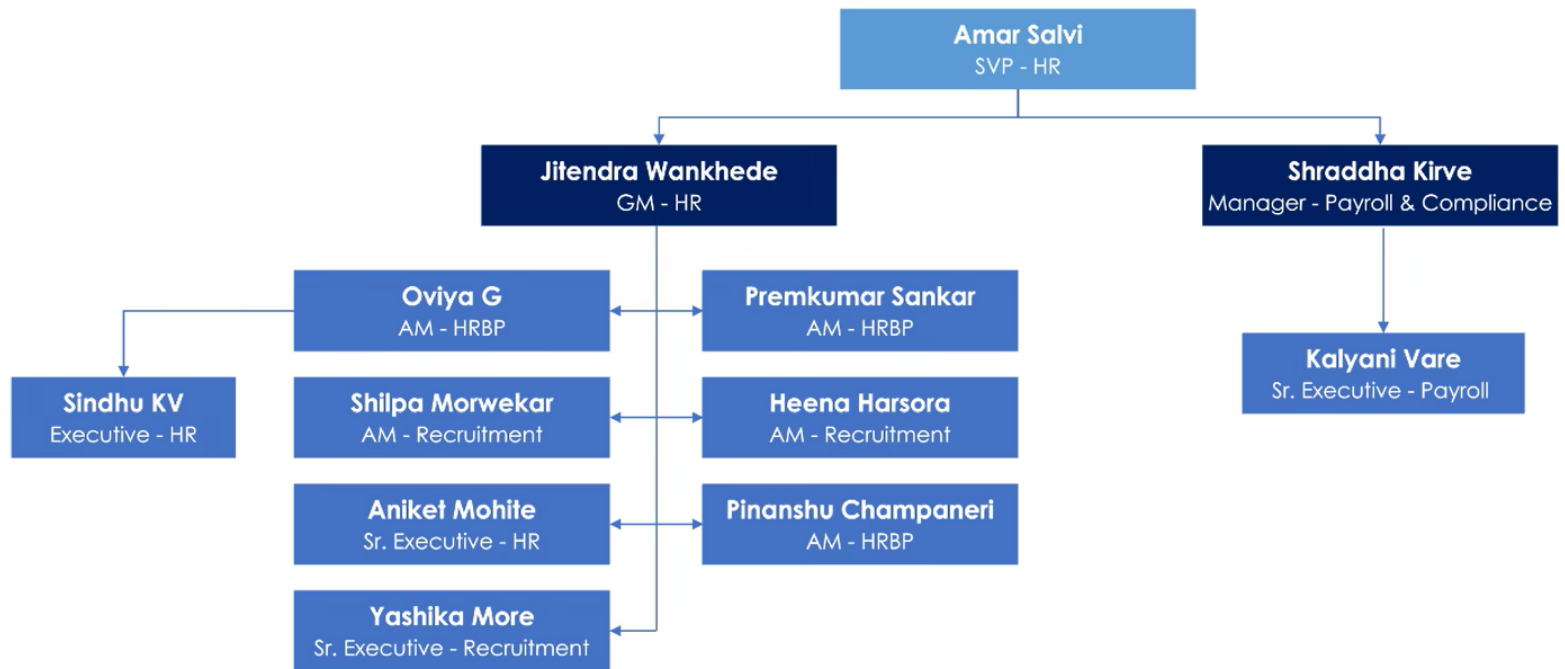 Amar Salvi
SVP - HR
Jitendra Wankhede
GM - HR
Shraddha Kirve
Manager - Payroll & Compliance
Oviya G
AM - HRBP
Premkumar Sankar
AM - HRBP
Sindhu KV
Executive - HR
Shilpa Morwekar
AM - Recruitment
Heena Harsora
AM - Recruitment
Kalyani Vare
Sr. Executive - Payroll
Aniket Mohite
Sr. Executive - HR
Pinanshu Champaneri
AM - HRBP
Yashika More
Sr. Executive - Recruitment